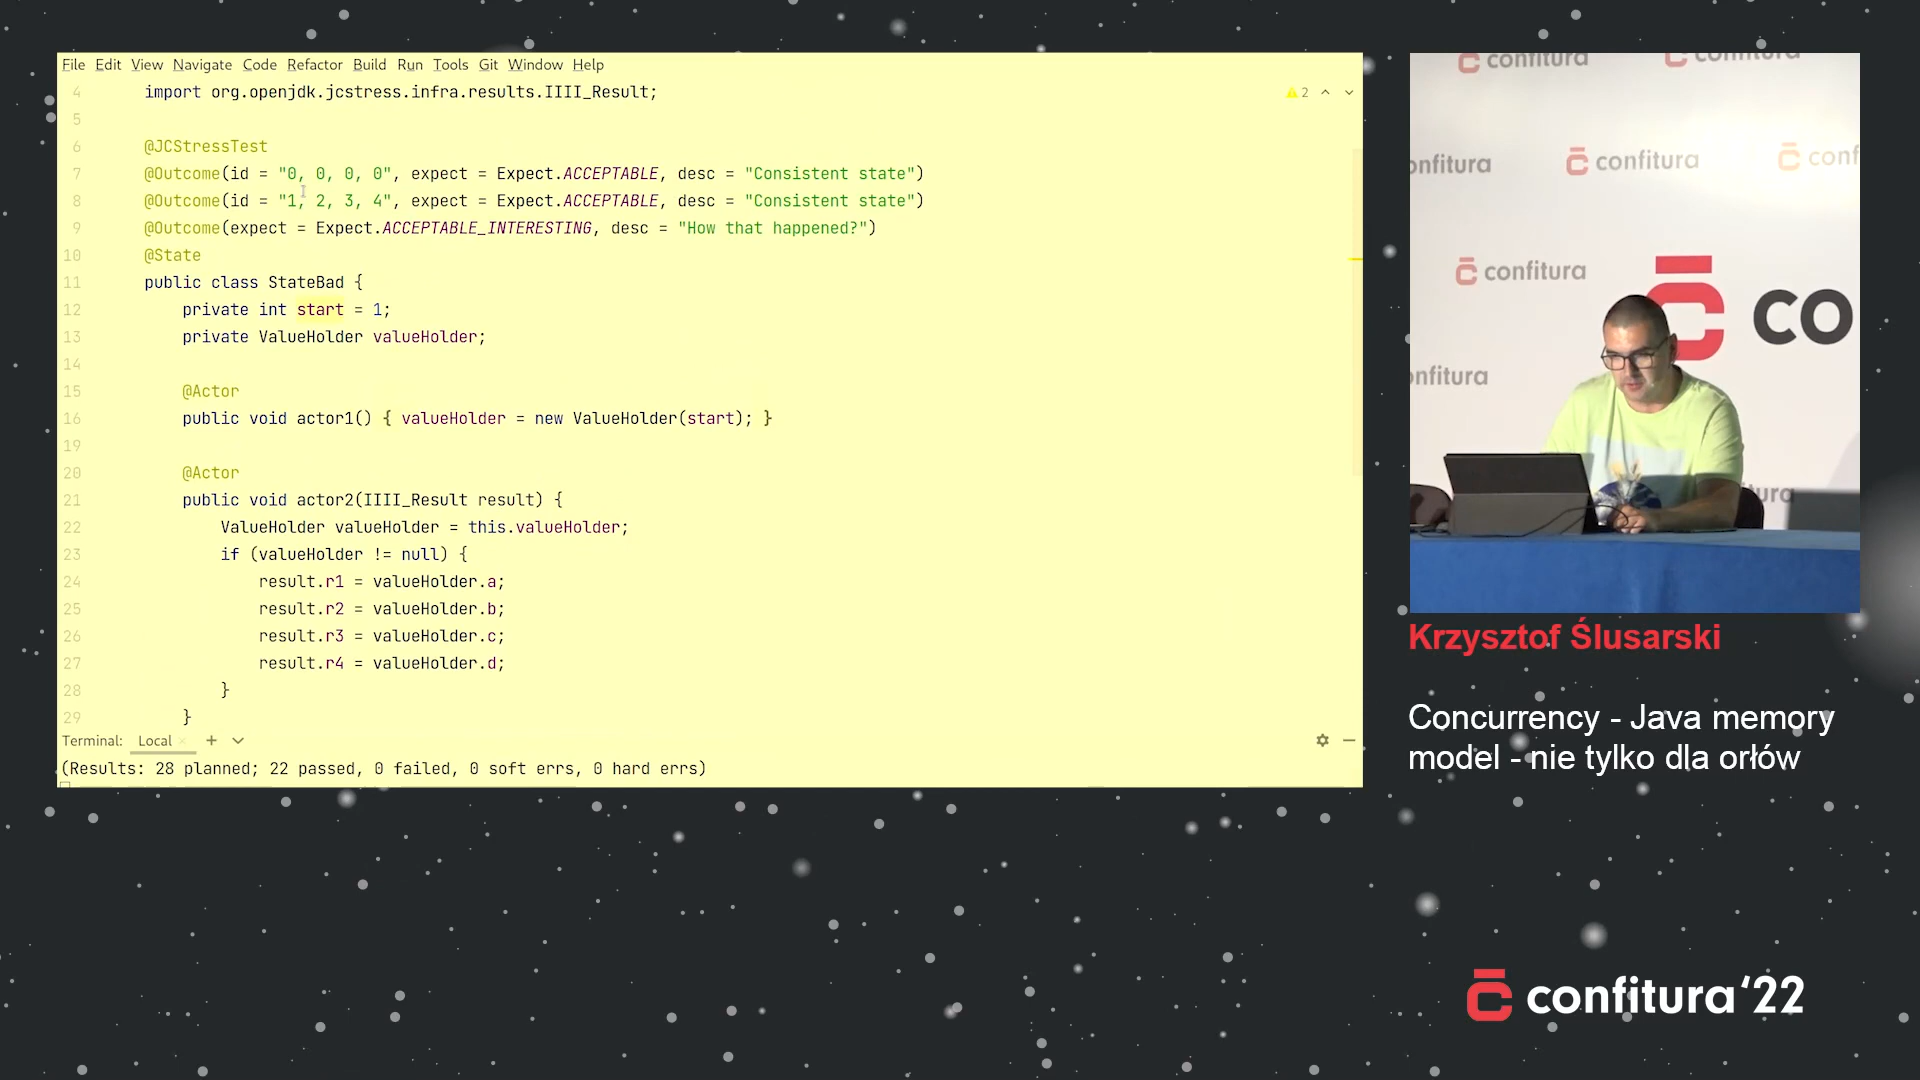 File Edit View Navigate Code Refactor Build Run Tools Git Window Help
4 import org.openjdk.jcstress.infra.results.IIII_Result;
2
5
6 @JCStressTest
7 @Outcome(id = "0, 0, 0, 0", expect = Expect.ACCEPTABLE, desc = "Consistent state")
8 @Outcome(id = "1, 2, 3, 4", expect = Expect.ACCEPTABLE, desc = "Consistent state")
9 @Outcome(expect = Expect.ACCEPTABLE_INTERESTING, desc = "How that happened?")
10 @State
11 public class StateBad {
12 private int start = 1;
13 private ValueHolder valueHolder;
14
15 @Actor
16 public void actor1() { valueHolder = new ValueHolder(start); }
19
20 @Actor
21 public void actor2(IIII_Result result) {
22 ValueHolder valueHolder = this.valueHolder;
23 if (valueHolder != null) {
24 result.r1 = valueHolder.a;
25 result.r2 = valueHolder.b;
26 result.r3 = valueHolder.c;
27 result.r4 = valueHolder.d;
28 }
29 }
Terminal: Local × +
(Results: 28 planned; 22 passed, 0 failed, 0 soft errs, 0 hard errs)
confitura
confitura
confitura
confitura
confitura
co
Krzysztof Ślusarski
Concurrency - Java memory
model - nie tylko dla orłów
confitura '22